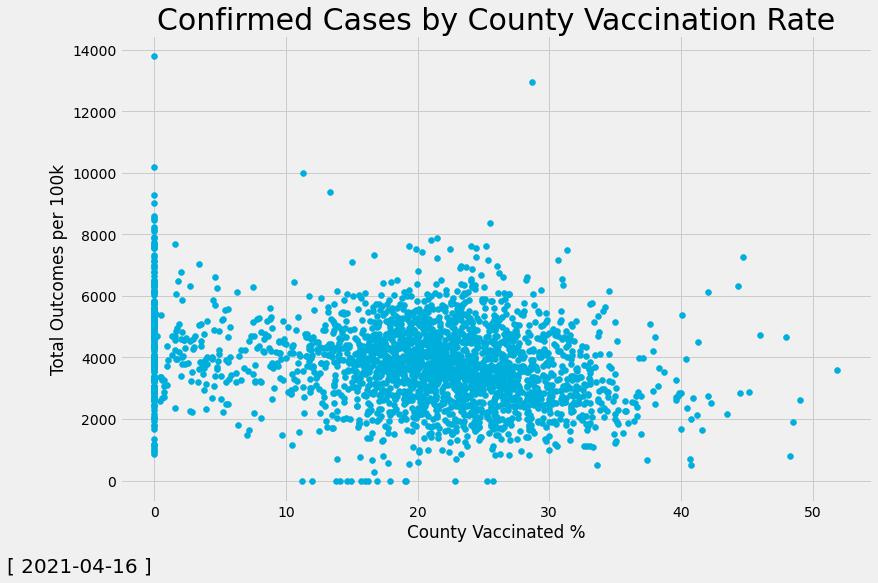 Confirmed Cases by County Vaccination Rate
Total Outcomes per 100k
14000
12000
10000
8000
6000
4000
2000
0
0 10 20 30 40 50
County Vaccinated %
[ 2021-04-16 ]